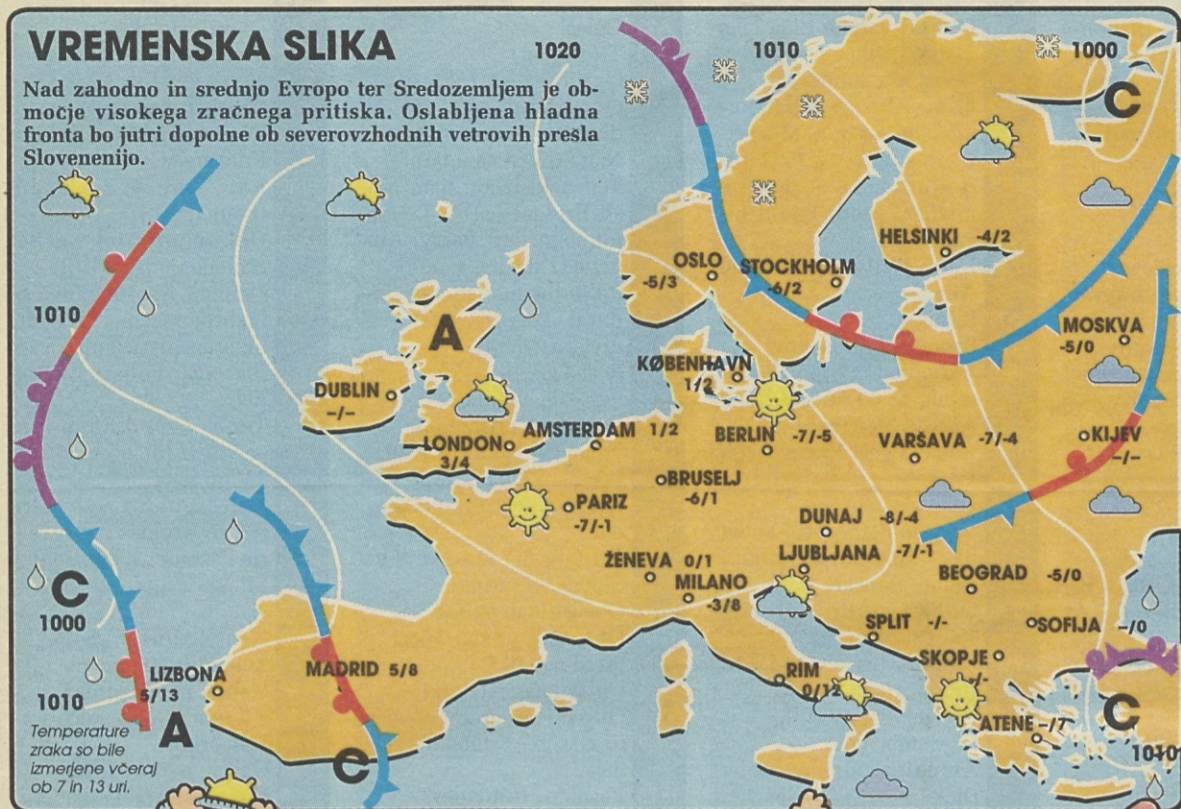 VREMENSKA SLIKA
Nad zahodno in srednjo Evropo ter Sredozemljem je ob-
močje visokega zračnega pritiska. Oslabljena hladna
fronta bo jutri dopolne ob severovzhodnih vetrovih prešla
Slovenenijo.
1020
1010
1000
C
HELSINKI -4/2
OSLO
-5/3
STOCKHOLM
-6/2
1010
A
MOSKVA
-5/0
KØBENHAVN
1/2
DUBLIN
-/-
AMSTERDAM 1/2
BERLIN -7/-5
VARŠAVA -7/-4
KIJEV
-/-
LONDON
3/4
BRUSELJ
-6/1
PARIZ
-7/-1
DUNAJ -8/-4
LJUBLJANA -7/-1
ŽENEVA 0/1
BEOGRAD -5/0
MILANO
-3/8
C
1000
SPLIT -/-
SOFIJA -/0
SKOPJE
-/-
LIZBONA
5/13
MADRID 5/8
RIM
0/12
1010
A
C
ATENE -/7
C
1010
Temperature
zraka so bile
izmerjene včeraj
ob 7 in 13 uri.